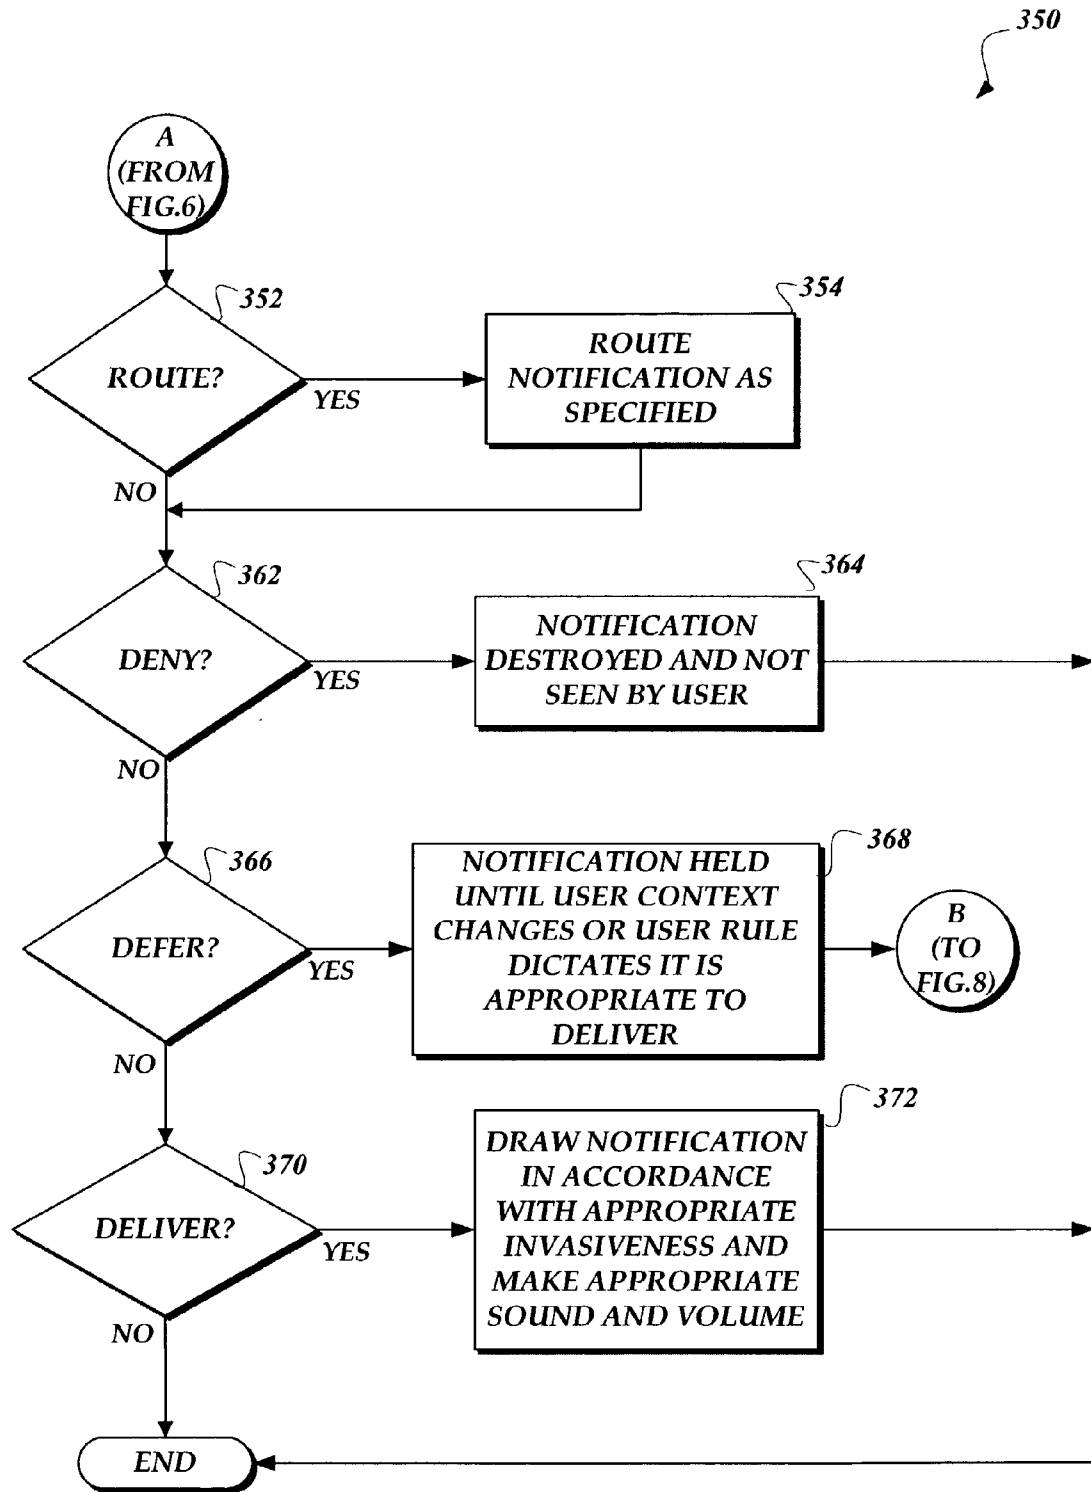 350
A
(FROM
FIG.6)
352
ROUTE?
YES
NO
354
ROUTE
NOTIFICATION AS
SPECIFIED
362
DENY?
YES
NO
364
NOTIFICATION
DESTROYED AND NOT
SEEN BY USER
366
DEFER?
YES
NO
368
NOTIFICATION HELD
UNTIL USER CONTEXT
CHANGES OR USER RULE
DICTATES IT IS
APPROPRIATE TO
DELIVER
B
(TO
FIG.8)
370
DELIVER?
YES
NO
372
DRAW NOTIFICATION
IN ACCORDANCE
WITH APPROPRIATE
INVASIVENESS AND
MAKE APPROPRIATE
SOUND AND VOLUME
END